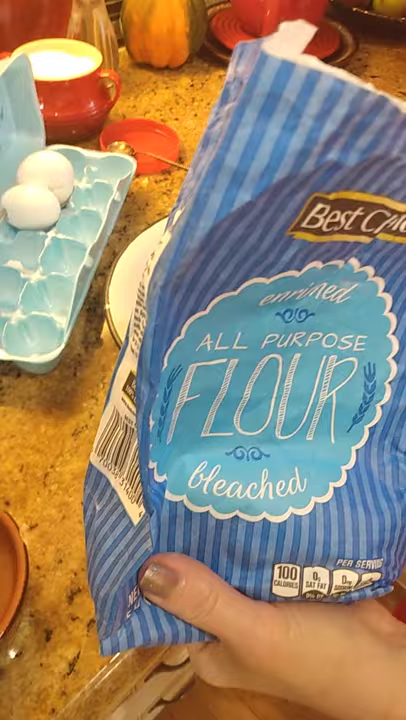 Best
enriched
ALL PURPOSE
FLOUR
bleached
PER SERVING
100
CALORIES
0g
SAT FAT